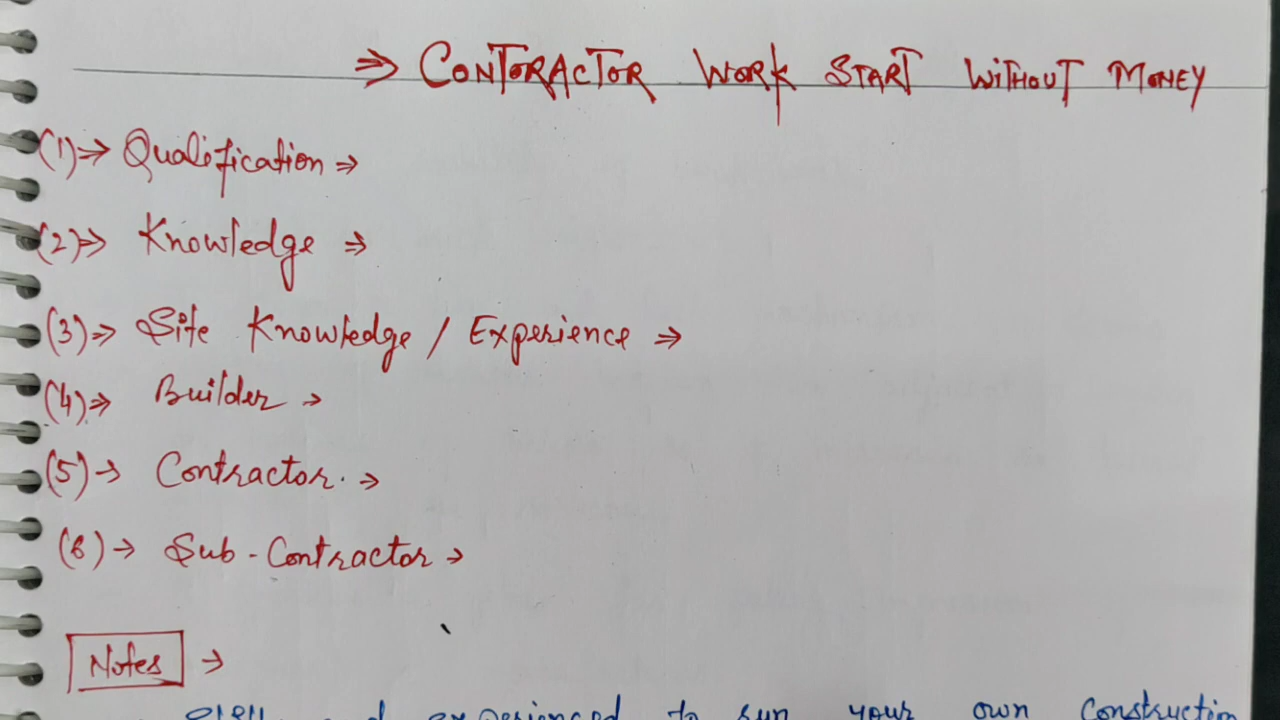 ⇒ CONTORACTOR WORK START WITHOUT MONEY
(1)⇒ Qualification ⇒
(2)⇒ Knowledge ⇒
(3)⇒ Site Knowledge / Experience ⇒
(4)⇒ Builder →
(5)→ Contractor. →
(6)→ Sub-Contractor →
Notes →
experienced to run your own Construction